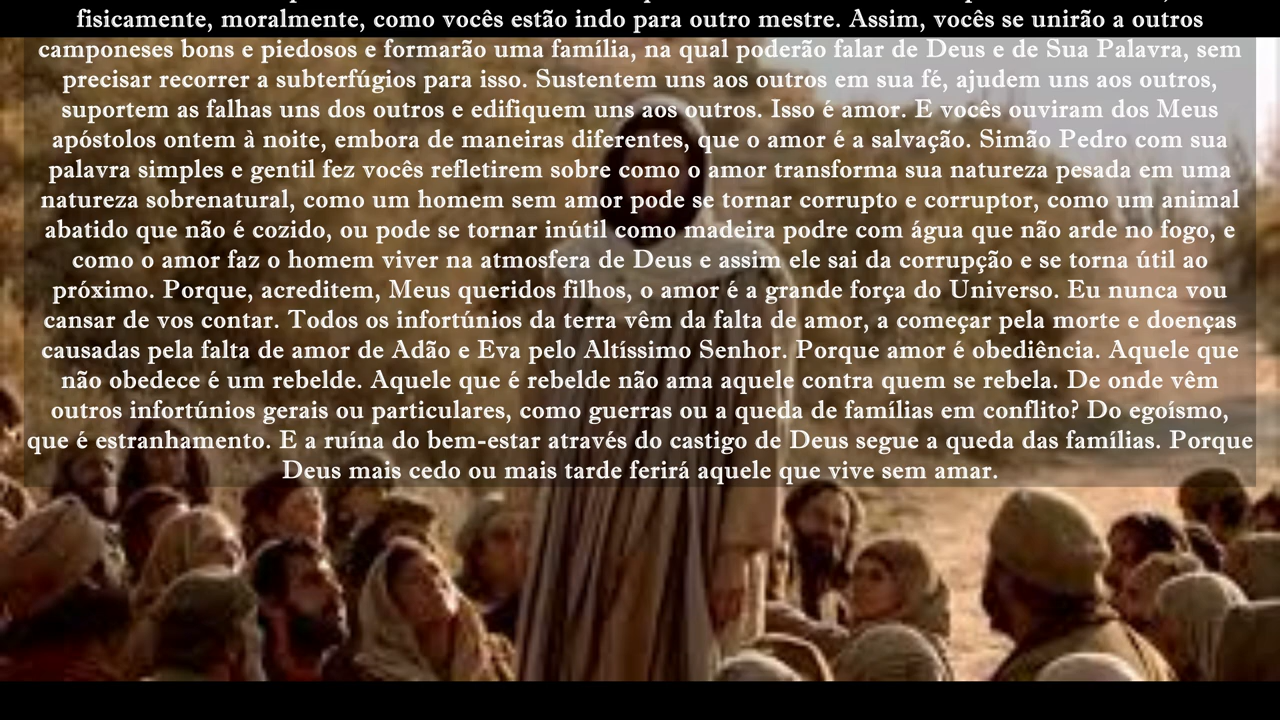 fisicamente, moralmente, como vocês estão indo para outro mestre. Assim, vocês se unirão a outros
camponeses bons e piedosos e formarão uma família, na qual poderão falar de Deus e de Sua Palavra, sem
precisar recorrer a subterfúgios para isso. Sustentem uns aos outros em sua fé, ajudem uns aos outros,
suportem as falhas uns dos outros e edifiquem uns aos outros. Isso é amor. E vocês ouviram dos Meus
apóstolos ontem à noite, embora de maneiras diferentes, que o amor é a salvação. Simão Pedro com sua
palavra simples e gentil fez vocês refletirem sobre como o amor transforma sua natureza pesada em uma
natureza sobrenatural, como um homem sem amor pode se tornar corrupto e corruptor, como um animal
abatido que não é cozido, ou pode se tornar inútil como madeira podre com água que não arde no fogo, e
como o amor faz o homem viver na atmosfera de Deus e assim ele sai da corrupção e se torna útil ao
próximo. Porque, acreditem, Meus queridos filhos, o amor é a grande força do Universo. Eu nunca vou
cansar de vos contar. Todos os infortúnios da terra vêm da falta de amor, a começar pela morte e doenças
causadas pela falta de amor de Adão e Eva pelo Altíssimo Senhor. Porque amor é obediência. Aquele que
não obedece é um rebelde. Aquele que é rebelde não ama aquele contra quem se rebela. De onde vêm
outros infortúnios gerais ou particulares, como guerras ou a queda de famílias em conflito? Do egoísmo,
que é estranhamento. E a ruína do bem-estar através do castigo de Deus segue a queda das famílias. Porque
Deus mais cedo ou mais tarde ferirá aquele que vive sem amar.